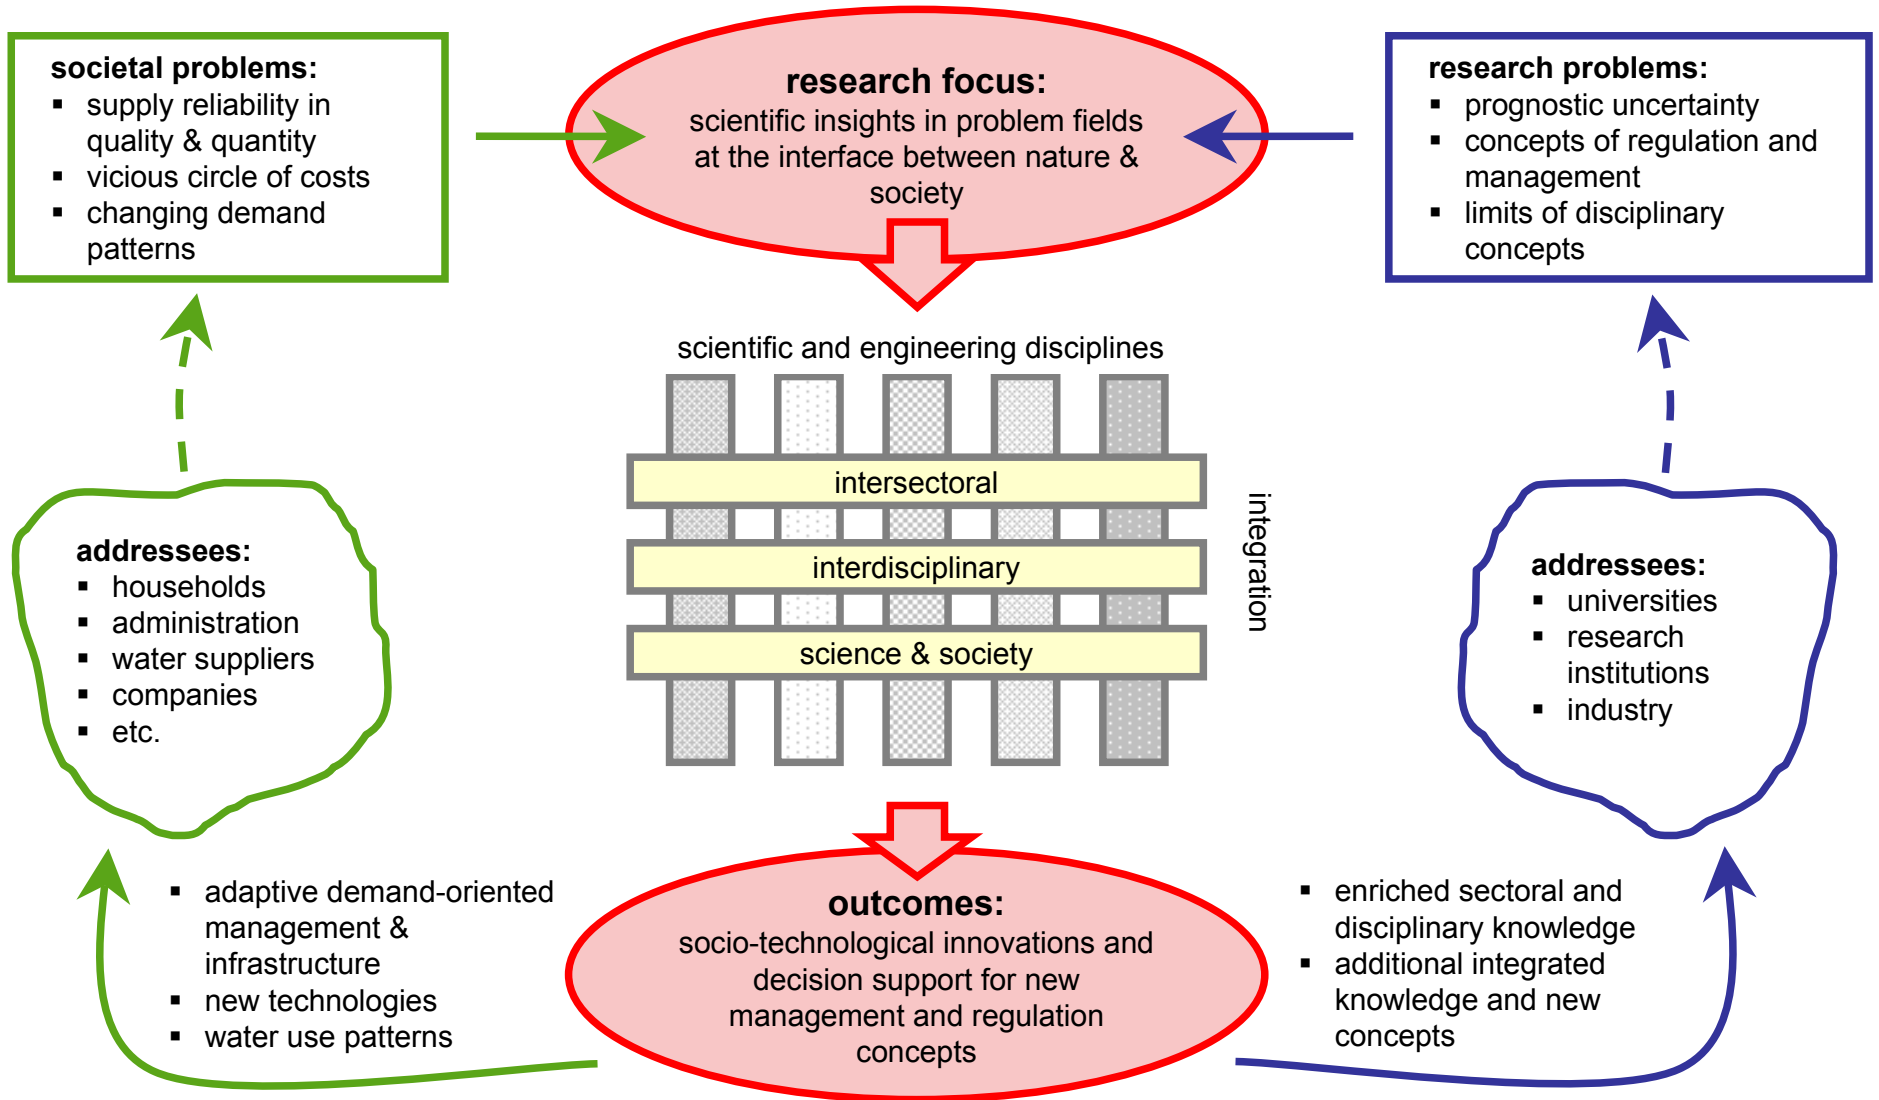 societal problems:
▪ supply reliability in
quality & quantity
▪ vicious circle of costs
▪ changing demand
patterns
research focus:
scientific insights in problem fields
at the interface between nature &
society
research problems:
▪ prognostic uncertainty
▪ concepts of regulation and
management
▪ limits of disciplinary
concepts
scientific and engineering disciplines
intersectoral
interdisciplinary
science & society
integration
addressees:
▪ households
▪ administration
▪ water suppliers
▪ companies
▪ etc.
addressees:
▪ universities
▪ research
institutions
▪ industry
▪ adaptive demand-oriented
management &
infrastructure
▪ new technologies
▪ water use patterns
outcomes:
socio-technological innovations and
decision support for new
management and regulation
concepts
▪ enriched sectoral and
disciplinary knowledge
▪ additional integrated
knowledge and new
concepts